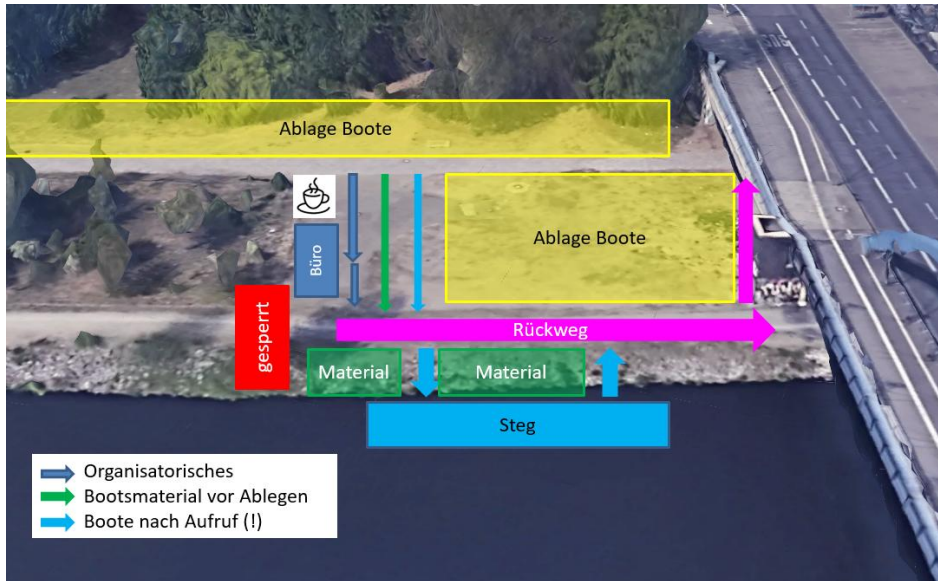 Ablage Boote
Ablage Boote
Büro
gesperrt
Rückweg
Material
Material
Steg
Organisatorisches
Bootsmaterial vor Ablegen
Boote nach Aufruf (!)